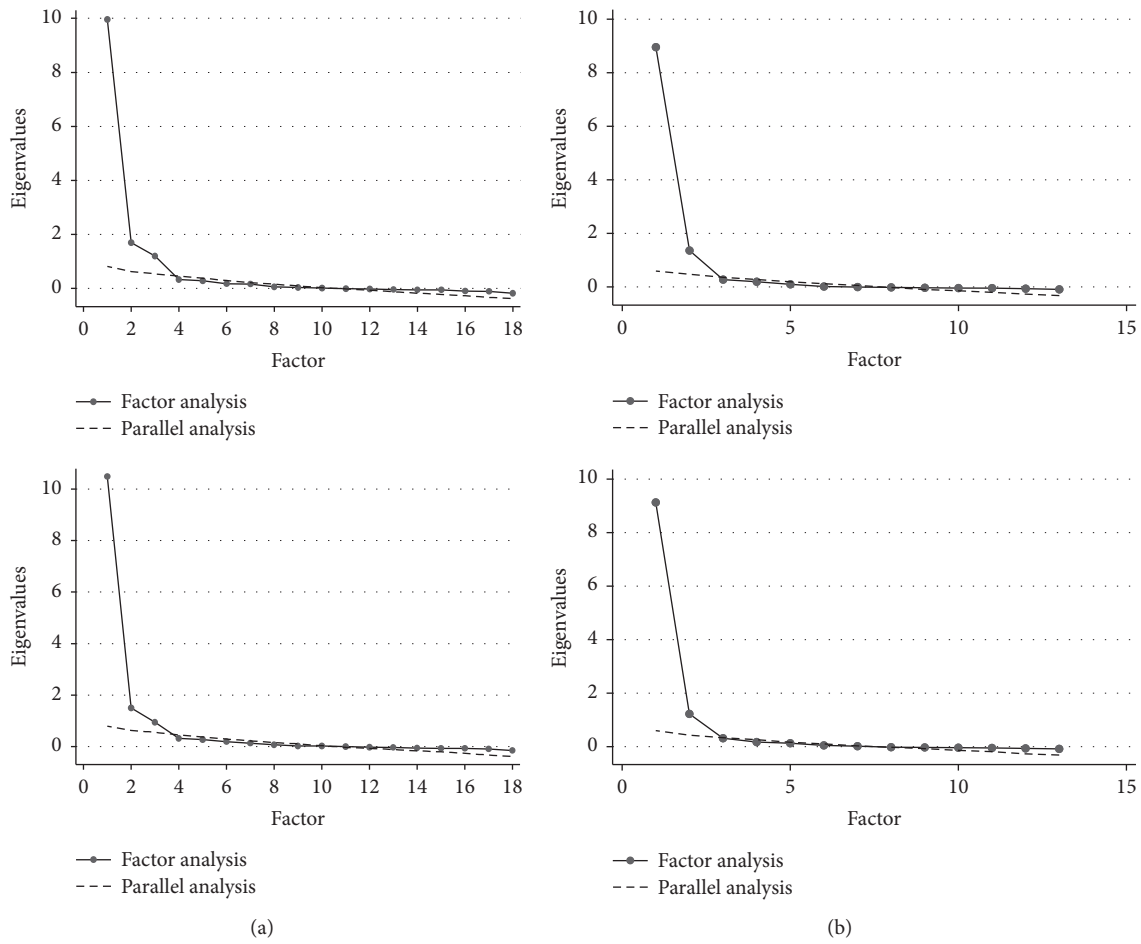 10
8
6
4
2
0
Eigenvalues
0 2 4 6 8 10 12 14 16 18
Factor
Factor analysis
Parallel analysis
10
8
6
4
2
0
Eigenvalues
0 5 10 15
Factor
Factor analysis
Parallel analysis
10
8
6
4
2
0
Eigenvalues
0 2 4 6 8 10 12 14 16 18
Factor
Factor analysis
Parallel analysis
(a)
10
8
6
4
2
0
Eigenvalues
0 5 10 15
Factor
Factor analysis
Parallel analysis
(b)